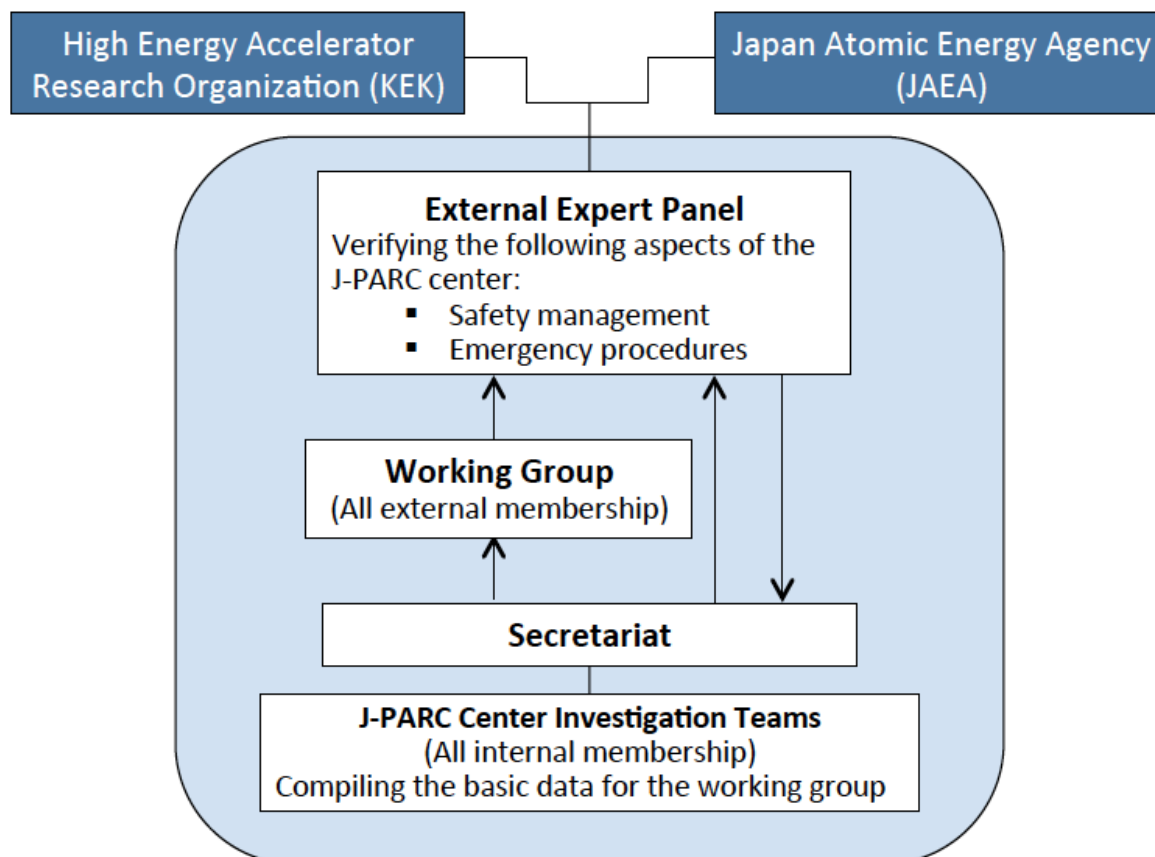 High Energy Accelerator
Research Organization (KEK)
Japan Atomic Energy Agency
(JAEA)
External Expert Panel
Verifying the following aspects of the
J-PARC center:
▪ Safety management
▪ Emergency procedures
Working Group
(All external membership)
Secretariat
J-PARC Center Investigation Teams
(All internal membership)
Compiling the basic data for the working group